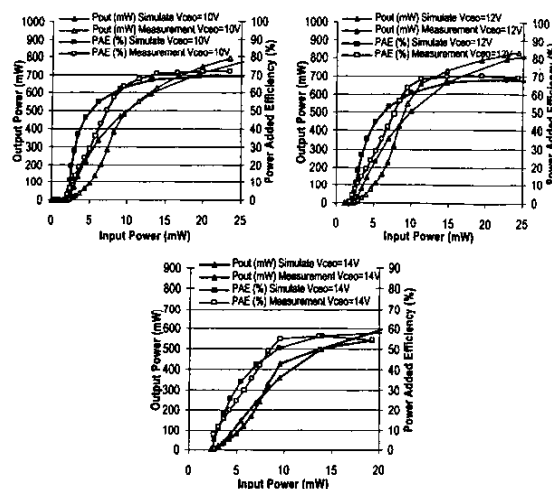 Pout (mW) Simulate Vceo=10V
Pout (mW) Measurement Vceo=10V
PAE (%) Simulate Vceo=10V
PAE (%) Measurement Vceo=10V
1000
900
800
700
600
500
400
300
200
100
0
100
90
80
70
60
50
40
30
20
10
0
Output Power (mW)
Power Added Efficiency (%)
0 5 10 15 20 25
Input Power (mW)
Pout (mW) Simulate Vceo=12V
Pout (mW) Measurement Vceo=12V
PAE (%) Simulate Vceo=12V
PAE (%) Measurement Vceo=12V
1000
900
800
700
600
500
400
300
200
100
0
100
90
80
70
60
50
40
30
20
10
0
Output Power (mW)
Power Added Efficiency (%)
0 5 10 15 20 25
Input Power (mW)
Pout (mW) Simulate Vceo=14V
Pout (mW) Measurement Vceo=14V
PAE (%) Simulate Vceo=14V
PAE (%) Measurement Vceo=14V
900
800
700
600
500
400
300
200
100
0
90
80
70
60
50
40
30
20
10
0
Output Power (mW)
Power Added Efficiency (%)
0 5 10 15 20
Input Power (mW)